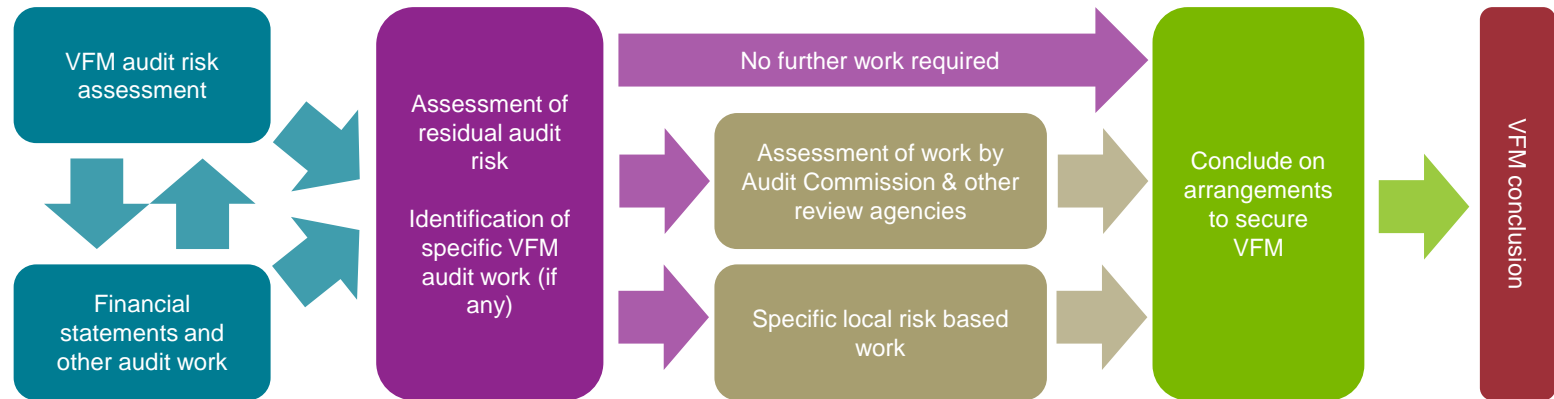 VFM audit risk
assessment
Financial
statements and
other audit work
Assessment of
residual audit
risk
Identification of
specific VFM
audit work (if
any)
No further work required
Assessment of work by
Audit Commission & other
review agencies
Specific local risk based
work
Conclude on
arrangements
to secure
VFM
VFM conclusion